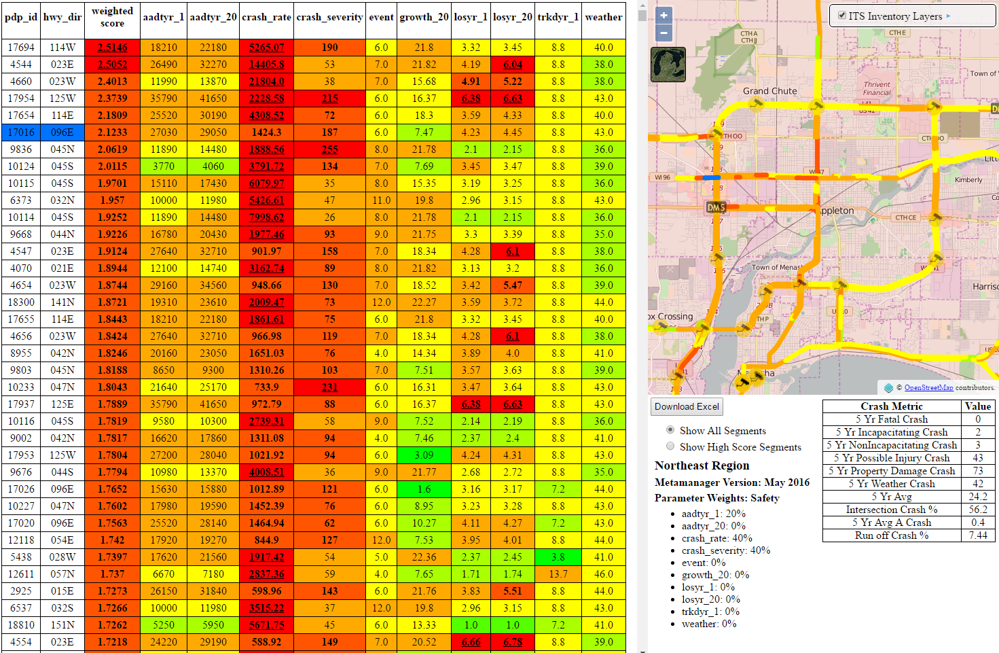 pdp_id hwy_dir weighted score aadtyr_1 aadtyr_20 crash_rate crash_severity event growth_20 losyr_1 losyr_20 trkdyr_1 weather
17694 114W 2.5146 18210 22180 5265.07 190 6.0 21.8 3.32 3.45 8.8 40.0
4544 023E 2.5052 26490 32270 14405.8 53 7.0 21.82 4.19 6.04 8.8 38.0
4660 023W 2.4013 11990 13870 21804.0 38 7.0 15.68 4.91 5.22 8.8 38.0
17954 125W 2.3739 35790 41650 2228.58 215 6.0 16.37 6.38 6.63 8.8 43.0
17654 114E 2.1809 25520 30190 4308.52 72 6.0 18.3 3.59 4.33 8.8 40.0
17016 096E 2.1233 27030 29050 1424.3 187 6.0 7.47 4.23 4.45 8.8 43.0
9836 045N 2.0619 11890 14480 1888.56 255 8.0 21.78 2.1 2.15 8.8 36.0
10124 045S 2.0115 3770 4060 3791.72 134 7.0 7.69 3.45 3.47 8.8 39.0
10115 045S 1.9701 15110 17430 6079.97 35 8.0 15.35 3.19 3.25 8.8 36.0
6373 032N 1.957 10000 11980 5426.61 47 11.0 19.8 2.96 3.15 8.8 43.0
10114 045S 1.9252 11890 14480 7998.62 26 8.0 21.78 2.1 2.15 8.8 36.0
9668 044N 1.9226 16780 20430 1977.46 93 9.0 21.75 3.3 3.39 8.8 35.0
4547 023E 1.9124 27640 32710 901.97 158 7.0 18.34 4.28 6.1 8.8 38.0
4070 021E 1.8944 12100 14740 3162.74 89 8.0 21.82 3.13 3.2 8.8 36.0
4654 023W 1.8744 29160 34560 948.66 130 7.0 18.52 3.42 5.47 8.8 39.0
18300 141N 1.8721 19310 23610 2009.47 73 12.0 22.27 3.59 3.72 8.8 44.0
17655 114E 1.8443 18210 22180 1861.61 75 6.0 21.8 3.32 3.45 8.8 40.0
4656 023W 1.8424 27640 32710 966.98 119 7.0 18.34 4.28 6.1 8.8 38.0
8955 042N 1.8246 20160 23050 1651.03 76 4.0 14.34 3.89 4.0 8.8 41.0
9803 045N 1.8188 8650 9300 1310.26 103 7.0 7.51 3.57 3.63 8.8 39.0
10233 047N 1.8043 21640 25170 733.9 231 6.0 16.31 3.47 3.64 8.8 43.0
17937 125E 1.7889 35790 41650 972.79 88 6.0 16.37 6.38 6.63 8.8 43.0
10116 045S 1.7819 9580 10300 2739.31 58 9.0 7.52 2.14 2.19 8.8 36.0
9002 042N 1.7817 16620 17860 1311.08 94 4.0 7.46 2.37 2.4 8.8 41.0
17953 125W 1.7804 27200 28040 1021.92 94 6.0 3.09 4.24 4.31 8.8 43.0
9676 044S 1.7794 10980 13370 4008.51 36 9.0 21.77 2.68 2.72 8.8 35.0
17026 096E 1.7652 15630 15880 1012.89 121 6.0 1.6 3.16 3.17 7.2 44.0
10227 047N 1.7602 17980 19590 1452.39 76 6.0 8.95 3.23 3.28 8.8 43.0
17020 096E 1.7563 25520 28140 1464.94 62 6.0 10.27 4.11 4.27 7.2 43.0
12118 054E 1.742 17920 19270 844.9 127 12.0 7.53 3.95 4.01 8.8 44.0
5438 028W 1.7397 17620 21560 1917.42 54 5.0 22.36 2.37 2.45 3.8 41.0
12611 057N 1.737 6670 7180 2837.36 59 4.0 7.65 1.71 1.74 13.7 46.0
2925 015E 1.7273 26150 31840 598.96 143 6.0 21.76 3.83 5.51 8.8 44.0
6537 032S 1.7266 10000 11980 3515.22 37 12.0 19.8 2.96 3.15 8.8 43.0
18810 151N 1.7262 5250 5950 5671.75 45 6.0 13.33 1.0 1.0 7.2 41.0
4554 023E 1.7218 24220 29190 588.92 149 7.0 20.52 6.66 6.78 8.8 39.0
+
−
ITS Inventory Layers
CTH A
CTH JJ
CTH E
Town of
Grand Chute
Thrivent
Financial
CTH OO
WI 96
Kimberly
DMS
Appleton
CTH CE
Town of Menas
Harriso
ox Crossing
CTH P
© OpenStreetMap contributors.
Download Excel
Show All Segments
Show High Score Segments
Northeast Region
Metamanager Version: May 2016
Parameter Weights: Safety
aadtyr_1: 20%
aadtyr_20: 0%
crash_rate: 40%
crash_severity: 40%
event: 0%
growth_20: 0%
losyr_1: 0%
losyr_20: 0%
trkdyr_1: 0%
weather: 0%
Crash Metric Value
5 Yr Fatal Crash 0
5 Yr Incapacitating Crash 2
5 Yr NonIncapacitating Crash 3
5 Yr Possible Injury Crash 43
5 Yr Property Damage Crash 73
5 Yr Weather Crash 42
5 Yr Avg 24.2
Intersection Crash % 56.2
5 Yr Avg A Crash 0.4
Run off Crash % 7.44